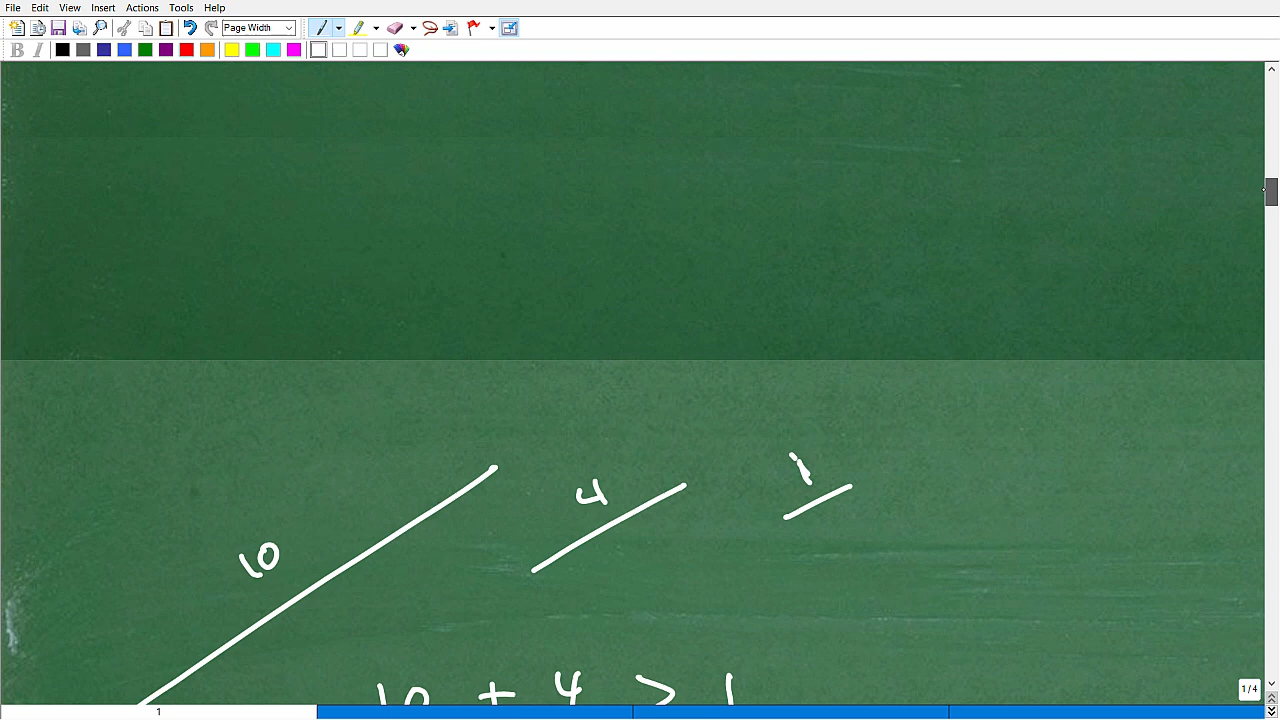 File Edit View Insert Actions Tools Help
Page Width
B I
10 4 1
10 + 4 > 1
1/4
1